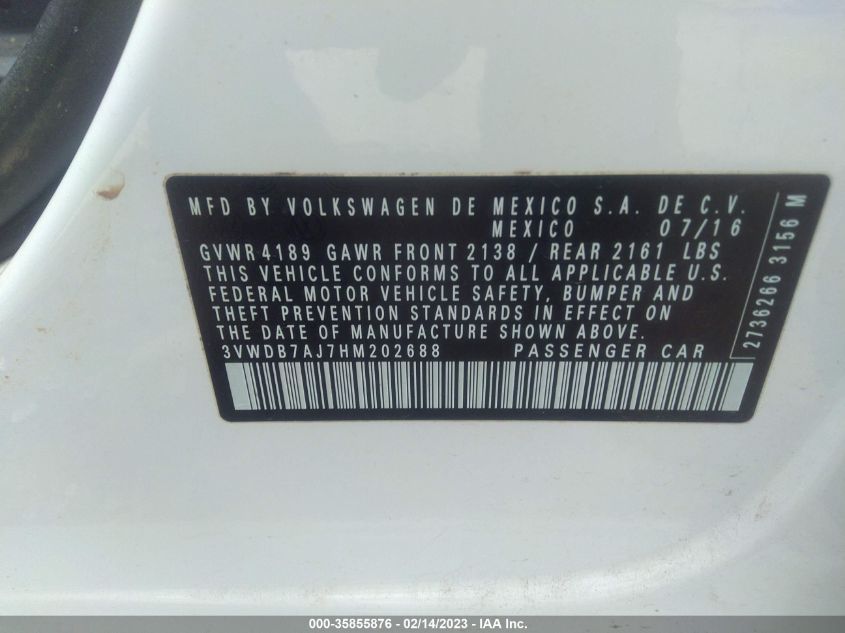 MFD BY VOLKSWAGEN DE MEXICO S.A. DE C.V.
MEXICO 07/16
GVWR 4189 GAWR FRONT 2138 / REAR 2161 LBS
THIS VEHICLE CONFORMS TO ALL APPLICABLE U.S.
FEDERAL MOTOR VEHICLE SAFETY, BUMPER AND
THEFT PREVENTION STANDARDS IN EFFECT ON
THE DATE OF MANUFACTURE SHOWN ABOVE.
3VWDB7AJ7HM202688 PASSENGER CAR
2736266 3156 M
000-35855876 - 02/14/2023 - © IAA Inc.